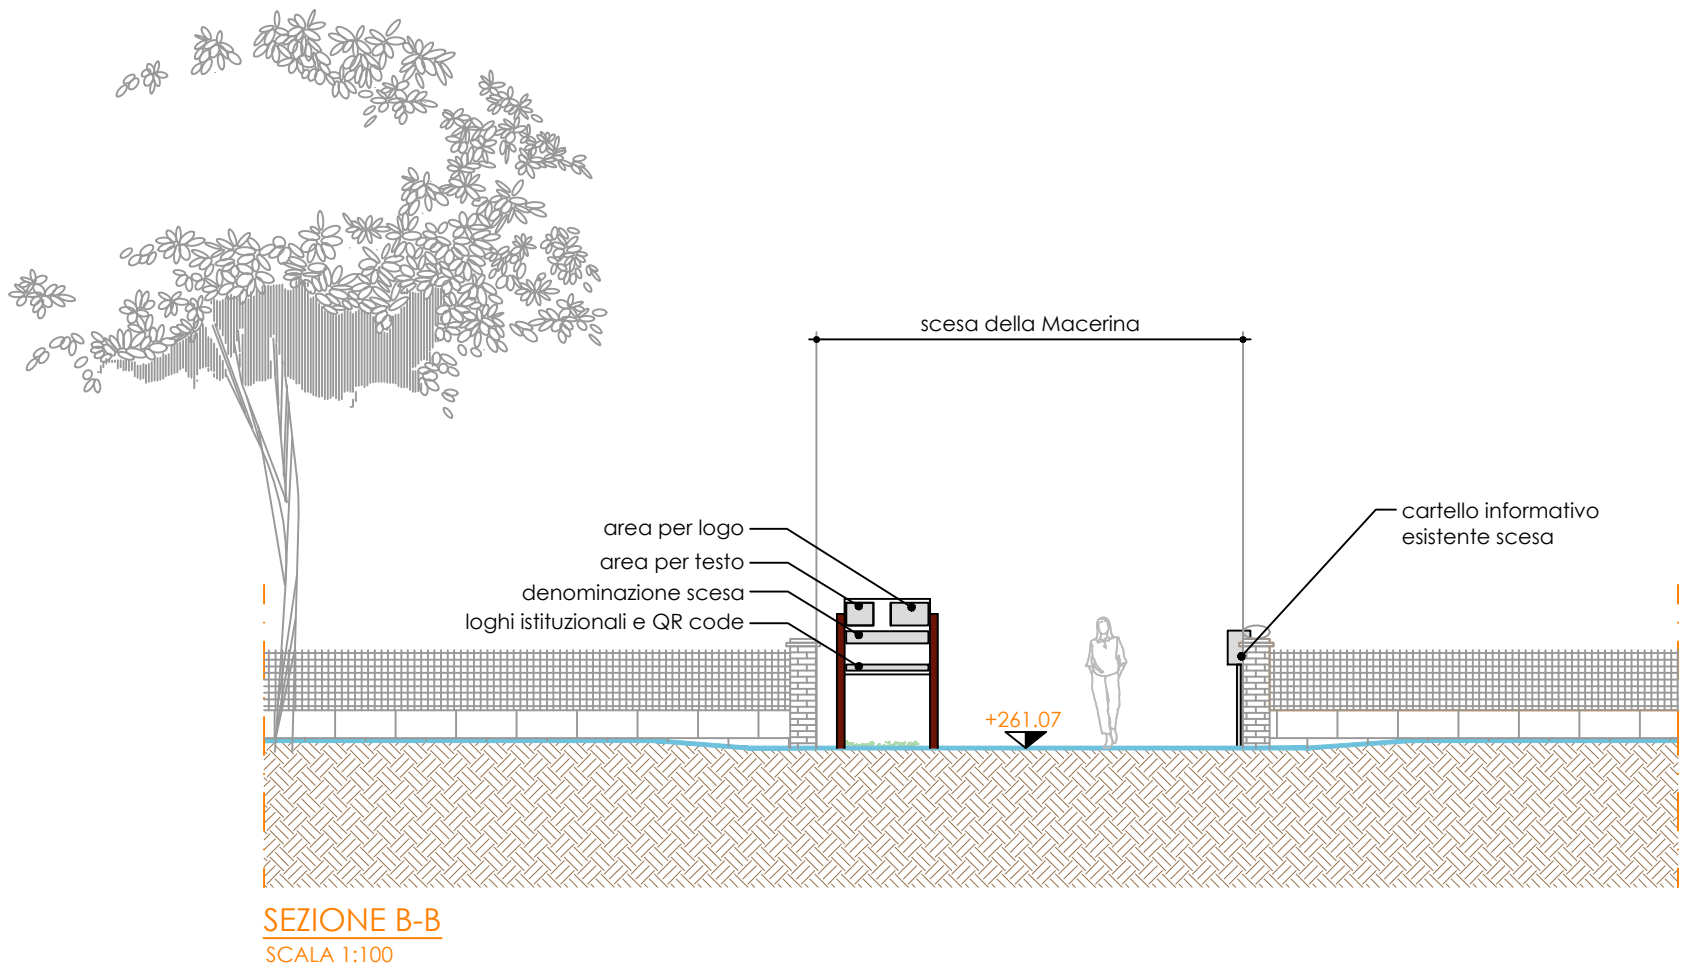 scesa della Macerina
area per logo
area per testo
denominazione scesa
loghi istituzionali e QR code
cartello informativo
esistente scesa
+261.07
SEZIONE B-B
SCALA 1:100